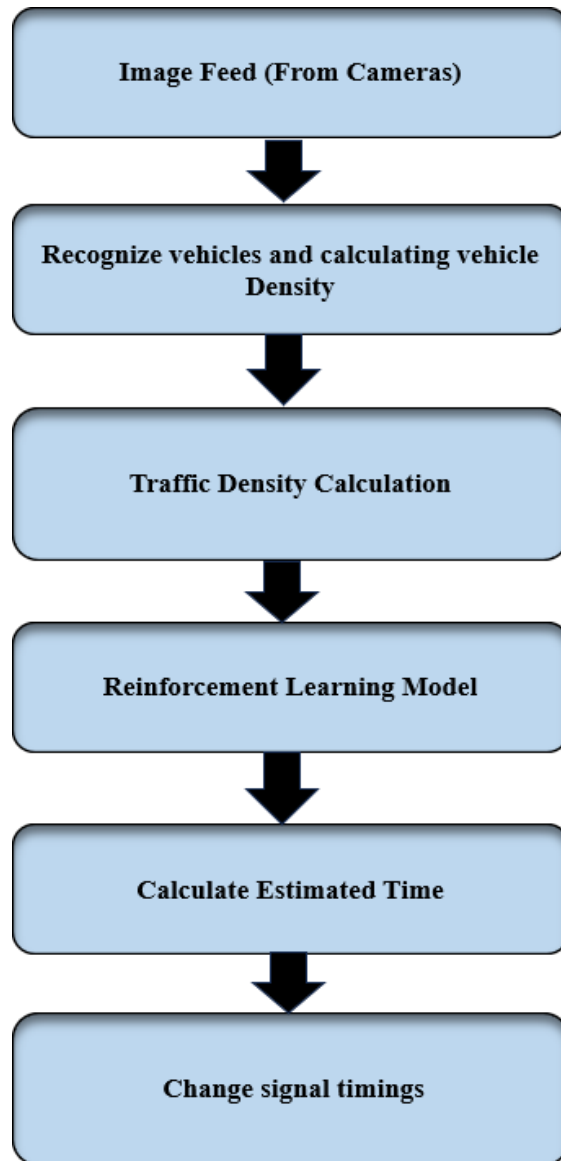 Image Feed (From Cameras)
Recognize vehicles and calculating vehicle
Density
Traffic Density Calculation
Reinforcement Learning Model
Calculate Estimated Time
Change signal timings